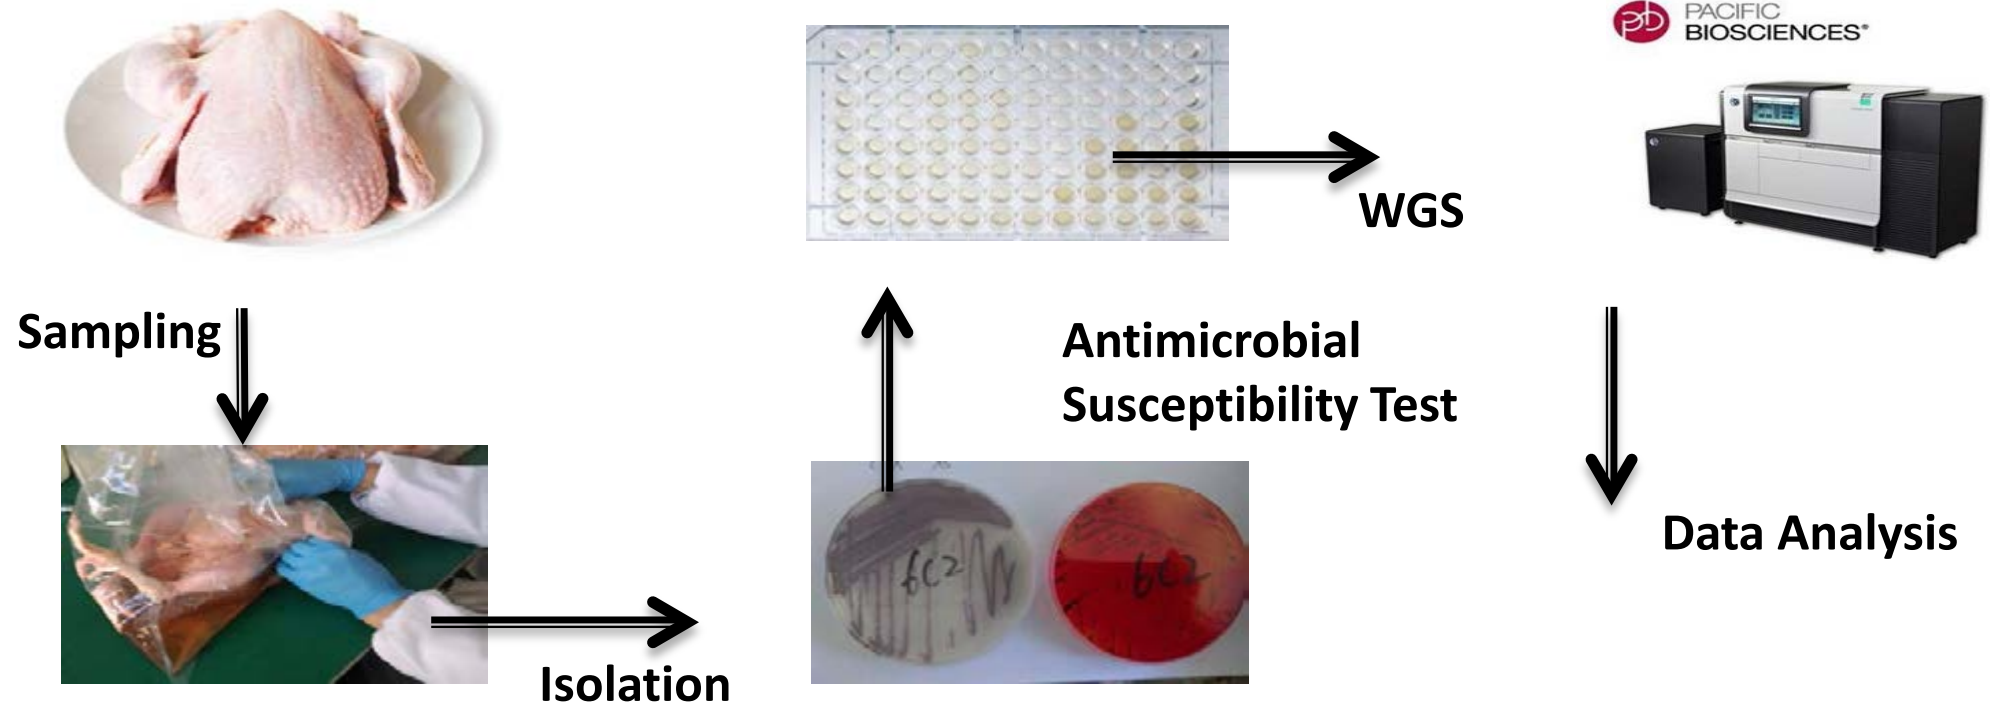 PACIFIC
BIOSCIENCES®
WGS
Sampling
Antimicrobial
Susceptibility Test
6C2
6C2
Data Analysis
Isolation